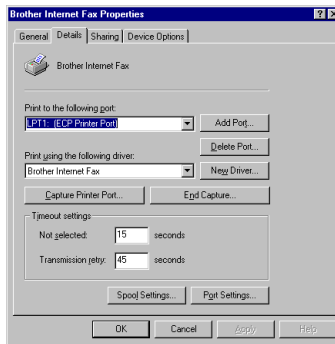 Brother Internet Fax Properties
General Details Sharing Device Options
Brother Internet Fax
Print to the following port:
LPT1: (ECP Printer Port) Add Port...
Delete Port...
Print using the following driver:
Brother Internet Fax New Driver...
Capture Printer Port... End Capture...
Timeout settings
Not selected: 15 seconds
Transmission retry: 45 seconds
Spool Settings... Port Settings...
OK Cancel Apply Help